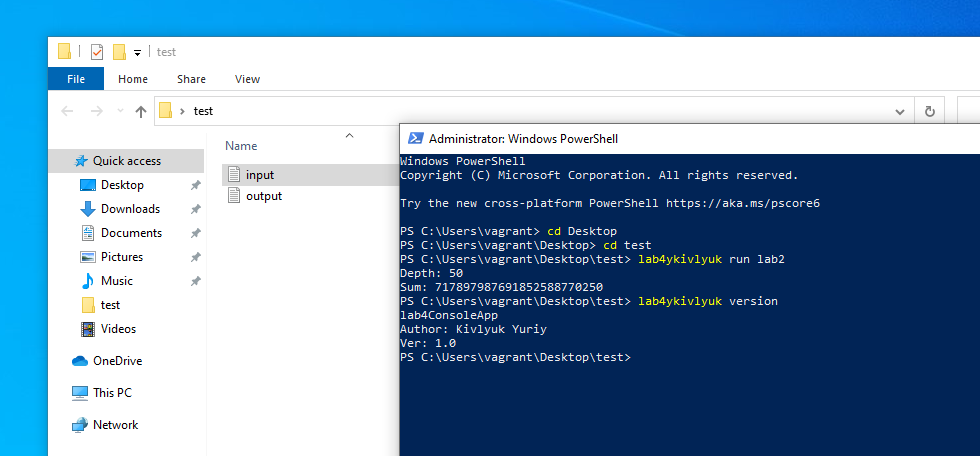 test
File Home Share View
test
Name
Quick access
Desktop
Downloads
Documents
Pictures
Music
test
Videos
OneDrive
This PC
Network
input
output
Administrator: Windows PowerShell
Windows PowerShell
Copyright (C) Microsoft Corporation. All rights reserved.
Try the new cross-platform PowerShell https://aka.ms/pscore6
PS C:\Users\vagrant> cd Desktop
PS C:\Users\vagrant\Desktop> cd test
PS C:\Users\vagrant\Desktop\test> lab4ykivlyuk run lab2
Depth: 50
Sum: 717897987691852588770250
PS C:\Users\vagrant\Desktop\test> lab4ykivlyuk version
lab4ConsoleApp
Author: Kivlyuk Yuriy
Ver: 1.0
PS C:\Users\vagrant\Desktop\test>